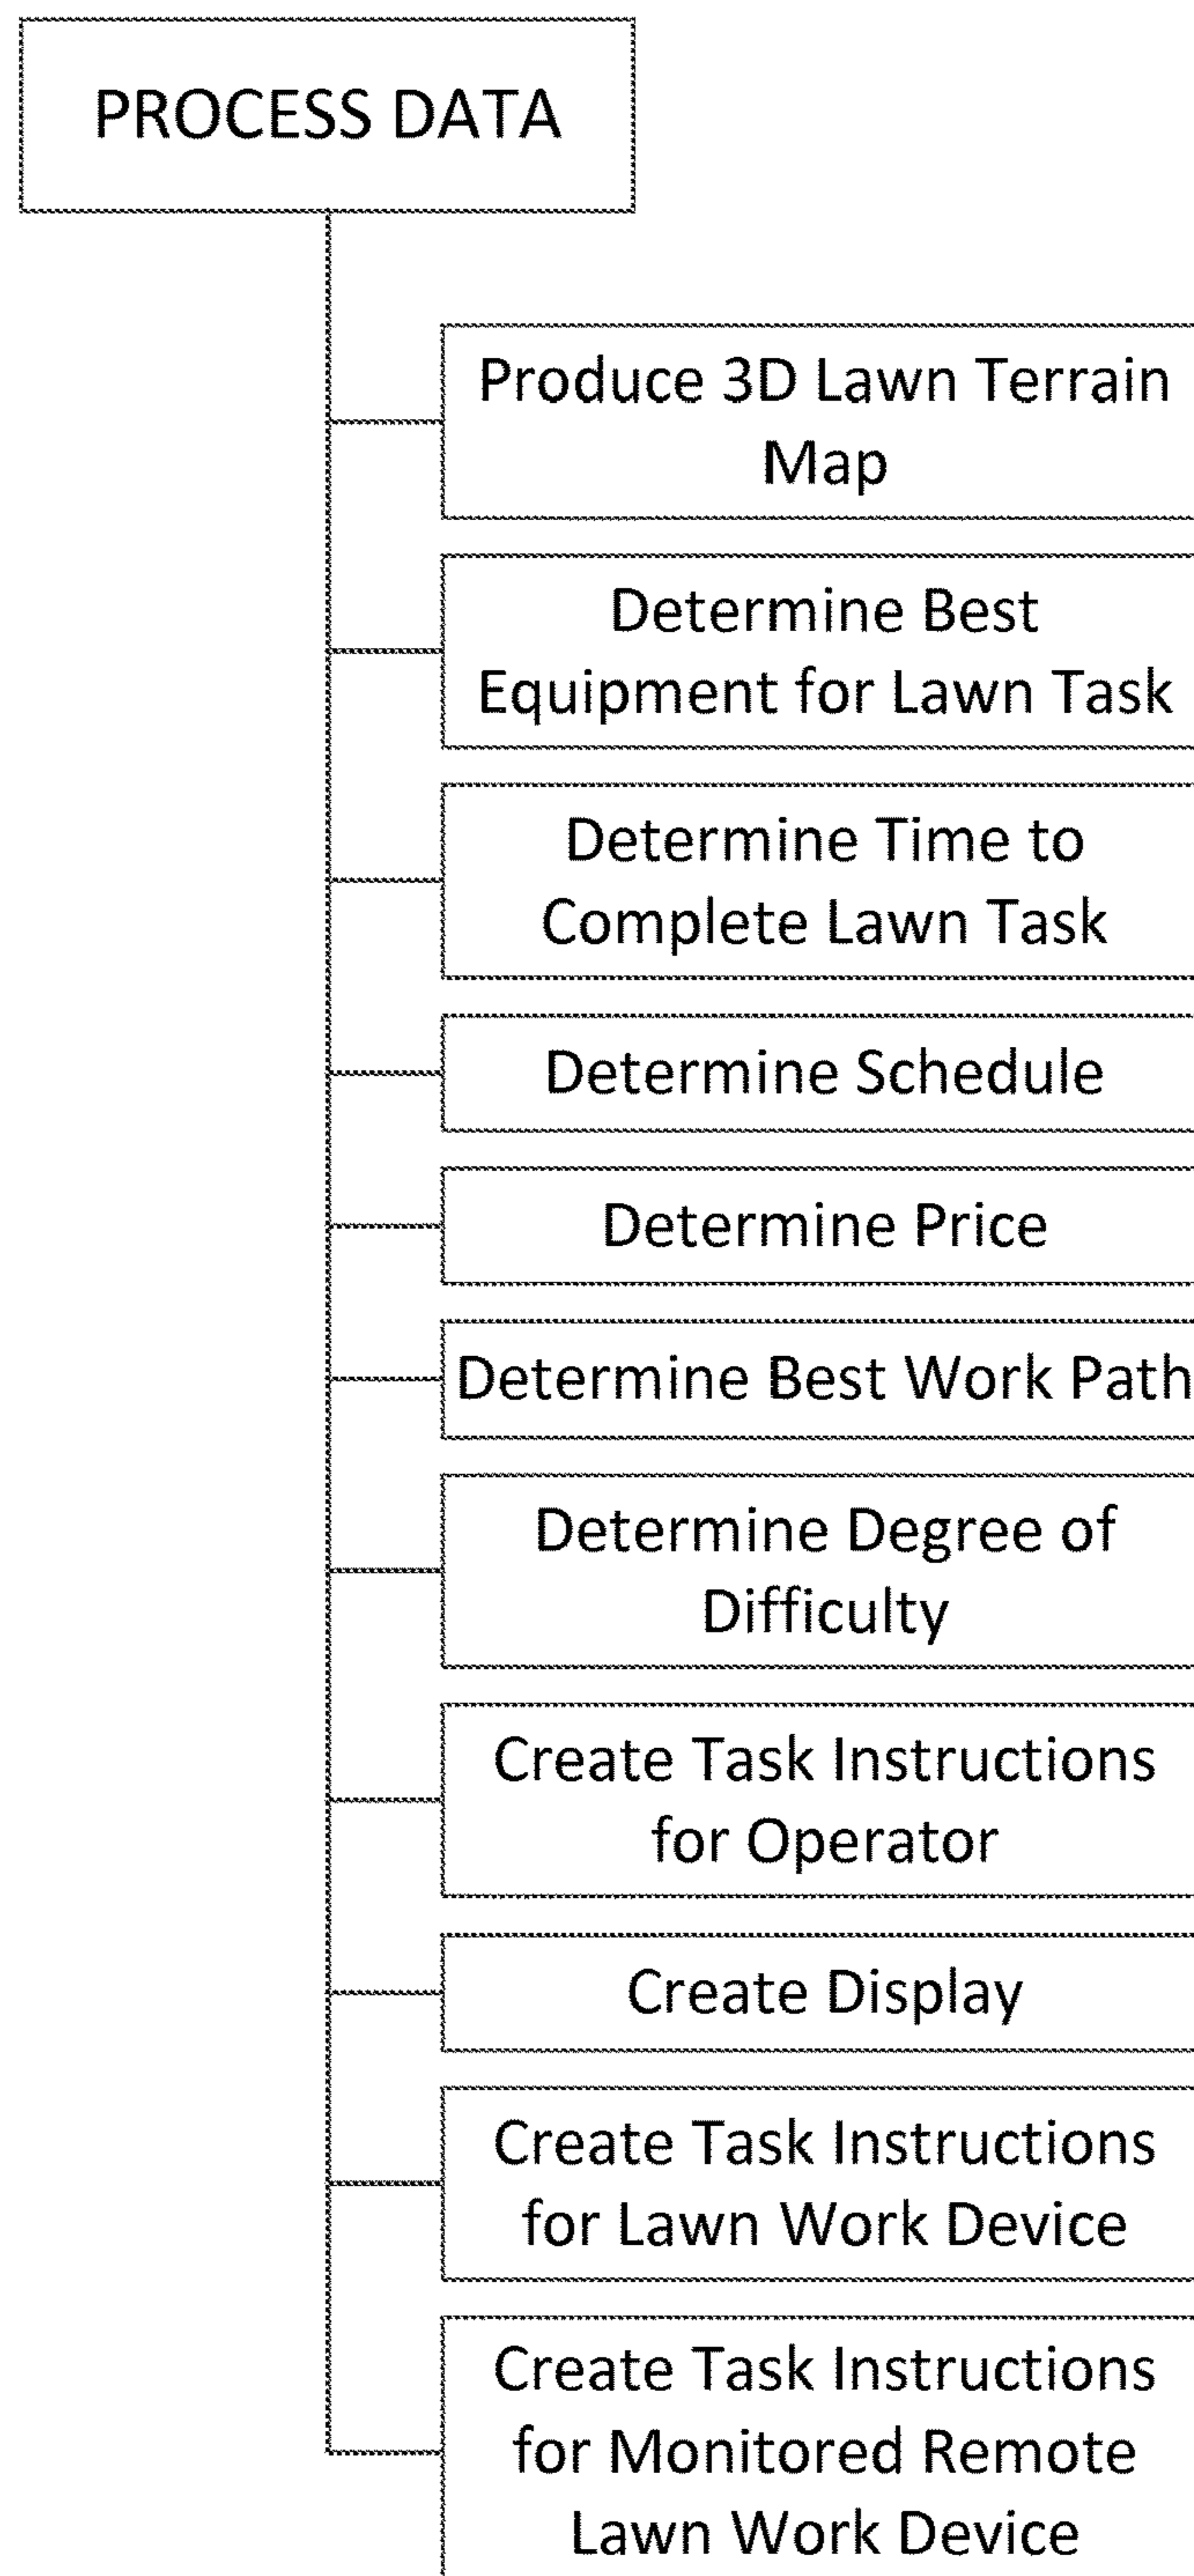 PROCESS DATA
Produce 3D Lawn Terrain
Map
Determine Best
Equipment for Lawn Task
Determine Time to
Complete Lawn Task
Determine Schedule
Determine Price
Determine Best Work Path
Determine Degree of
Difficulty
Create Task Instructions
for Operator
Create Display
Create Task Instructions
for Lawn Work Device
Create Task Instructions
for Monitored Remote
Lawn Work Device